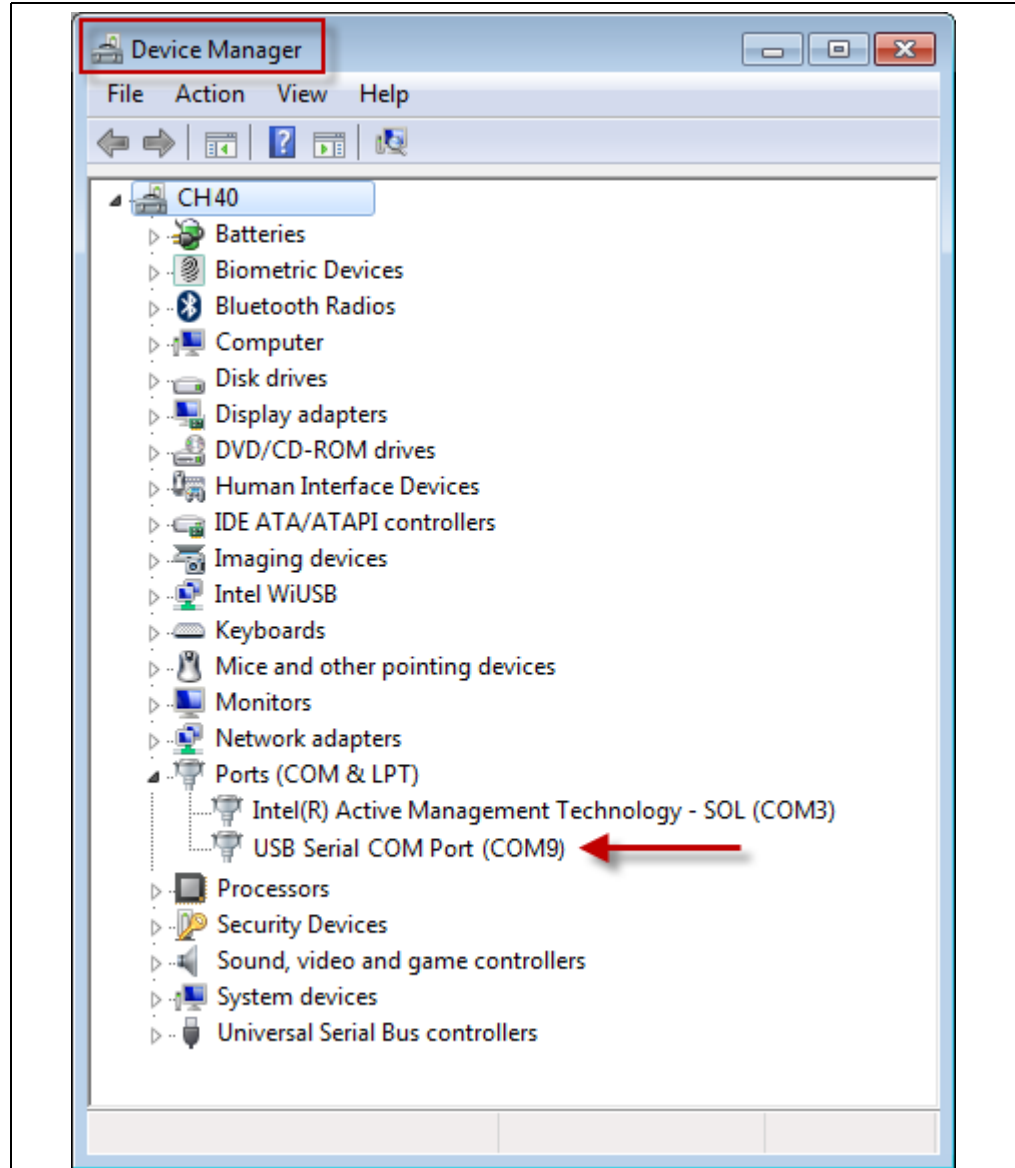 Device Manager
File Action View Help
CH40
Batteries
Biometric Devices
Bluetooth Radios
Computer
Disk drives
Display adapters
DVD/CD-ROM drives
Human Interface Devices
IDE ATA/ATAPI controllers
Imaging devices
Intel WiUSB
Keyboards
Mice and other pointing devices
Monitors
Network adapters
Ports (COM & LPT)
Intel(R) Active Management Technology - SOL (COM3)
USB Serial COM Port (COM9)
Processors
Security Devices
Sound, video and game controllers
System devices
Universal Serial Bus controllers